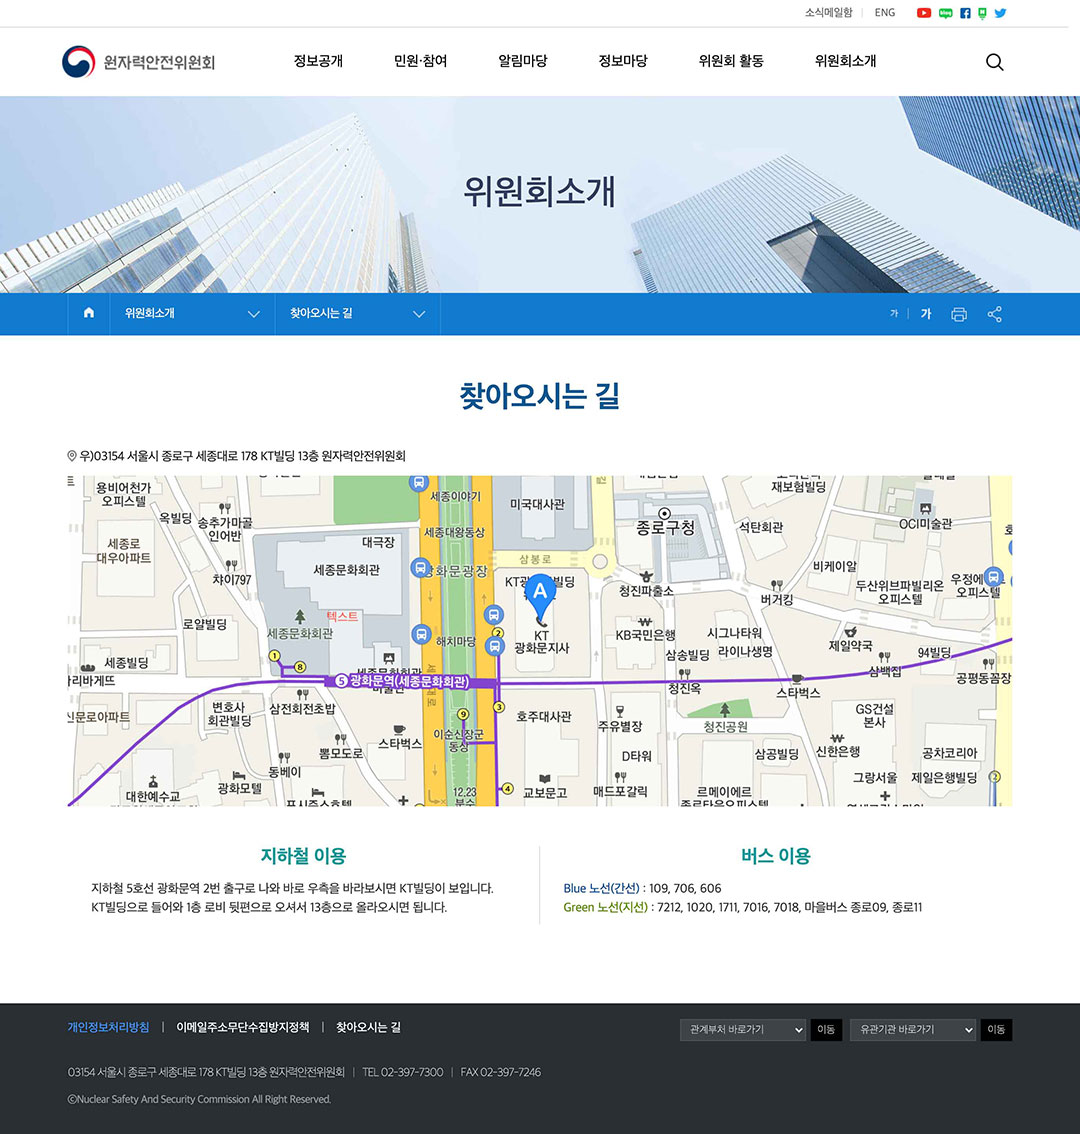 소식메일함 | ENG
blog
원자력안전위원회
정보공개 민원·참여 알림마당 정보마당 위원회 활동 위원회소개
위원회소개
위원회소개 찾아오시는 길
가 | 가
찾아오시는 길
우)03154 서울시 종로구 세종대로 178 KT빌딩 13층 원자력안전위원회
용비어천가
오피스텔
옥빌딩
송추가마골
인어반
세종로
대우아파트
챠이797
로얄빌딩
세종빌딩
대극장
세종문화회관
텍스트
세종문화회관
1
8
세종이야기
세종대왕동상
광화문광장
해치마당
2
미국대사관
삼봉로
A
KT
광화문지사
종로구청
청진파출소
KB국민은행
삼송빌딩
청진옥
재보험빌딩
석탄회관
버거킹
시그나타워
라이나생명
스타벅스
OCI미술관
비케이알
두산위브파빌리온
오피스텔
우정에
오피스텔
제일약국
삼백집
94빌딩
공평동꼼장
리바게뜨
5 광화문역(세종문화회관)
신문로아파트
변호사
회관빌딩
삼전회전초밥
뽐모도로
스타벅스
동베이
광화모텔
대한예수교
9
이순신장군
동상
12.23
분수
3
4
호주대사관
교보문고
주유별장
D타워
매드포갈릭
청진공원
삼공빌딩
르메이에르
종로타운오피스텔
GS건설
본사
신한은행
그랑서울
공차코리아
제일은행빌딩
2
지하철 이용
지하철 5호선 광화문역 2번 출구로 나와 바로 우측을 바라보시면 KT빌딩이 보입니다.
KT빌딩으로 들어와 1층 로비 뒷편으로 오셔서 13층으로 올라오시면 됩니다.
버스 이용
Blue 노선(간선) : 109, 706, 606
Green 노선(지선) : 7212, 1020, 1711, 7016, 7018, 마을버스 종로09, 종로11
개인정보처리방침 | 이메일주소무단수집방지정책 | 찾아오시는 길
관계부처 바로가기 이동 유관기관 바로가기 이동
03154 서울시 종로구 세종대로 178 KT빌딩 13층 원자력안전위원회 | TEL 02-397-7300 | FAX 02-397-7246
ⓒNuclear Safety And Security Commission All Right Reserved.